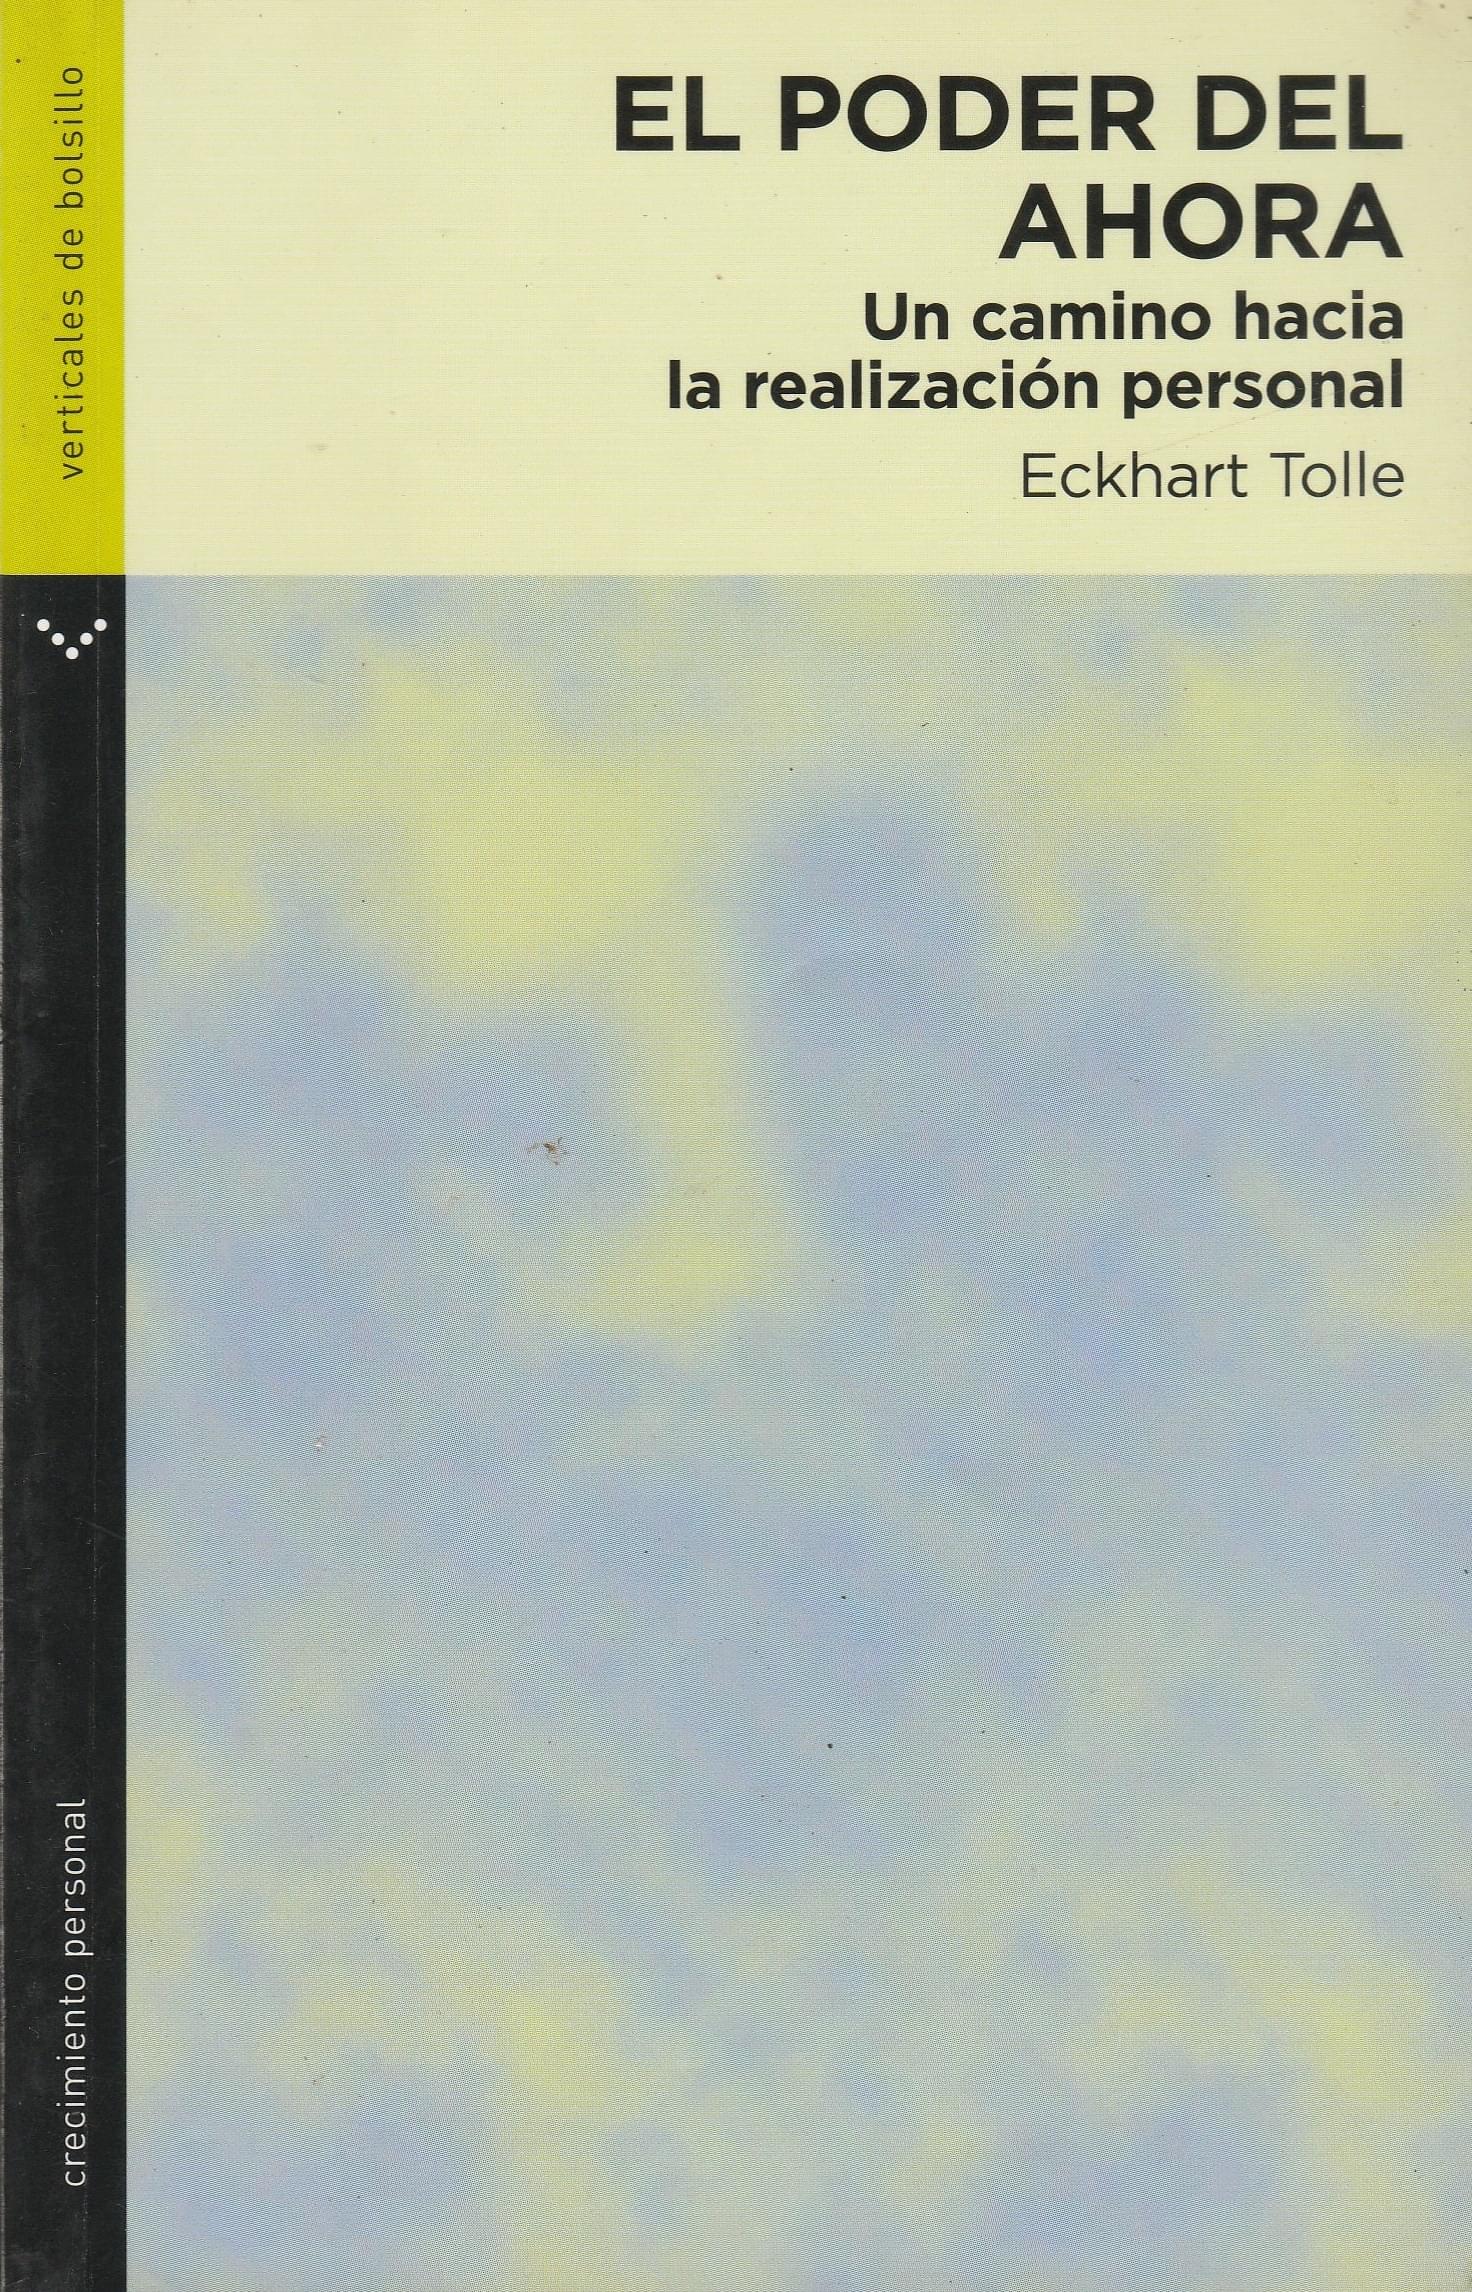 verticales de bolsillo
EL PODER DEL
AHORA
Un camino hacia
la realización personal
Eckhart Tolle
crecimiento personal